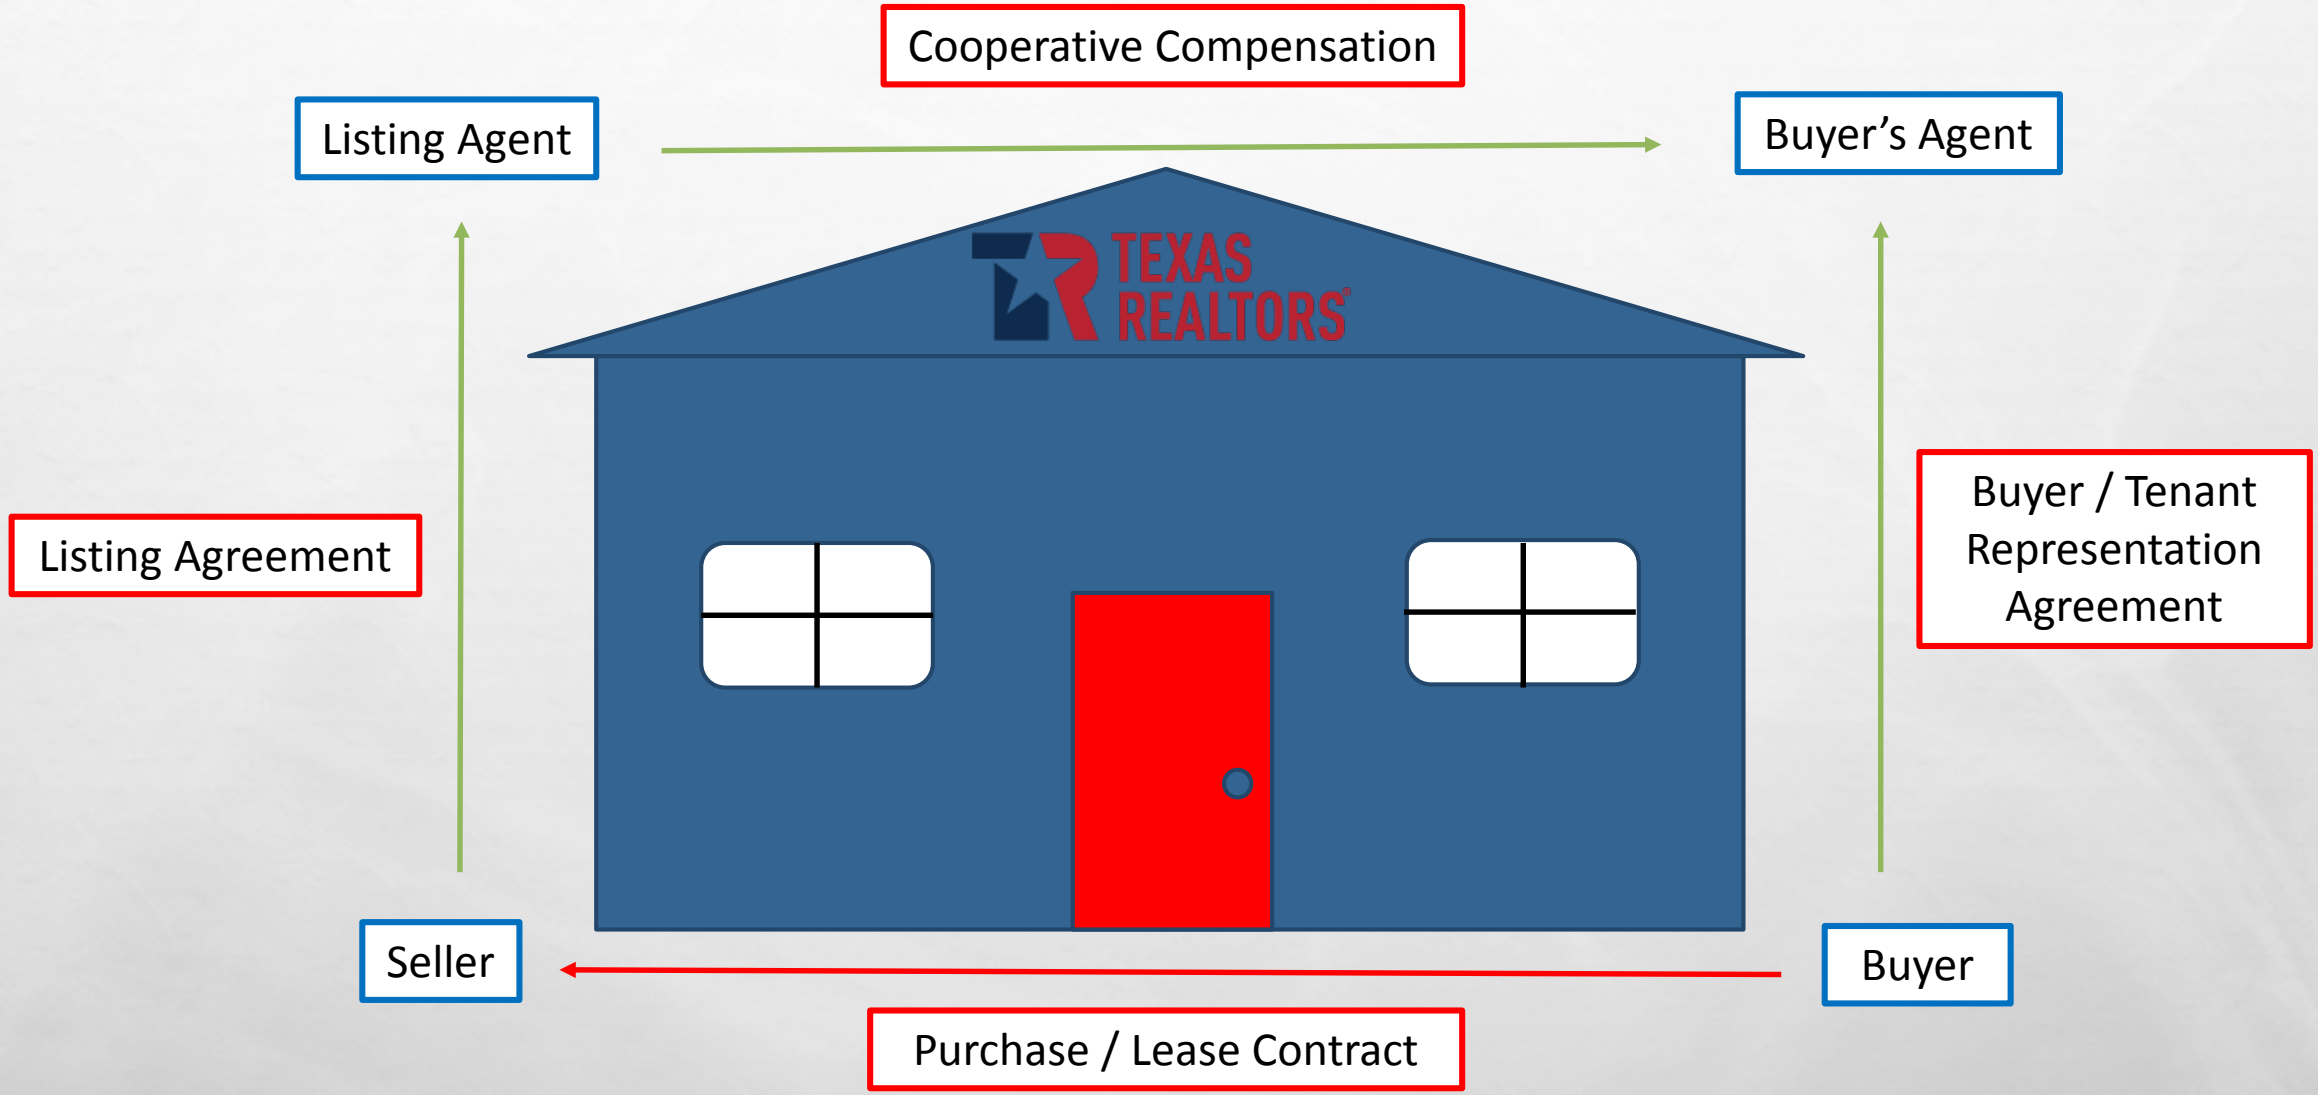 Cooperative Compensation
Listing Agent
Buyer’s Agent
TEXAS
REALTORS®
Listing Agreement
Buyer / Tenant
Representation
Agreement
Seller
Buyer
Purchase / Lease Contract